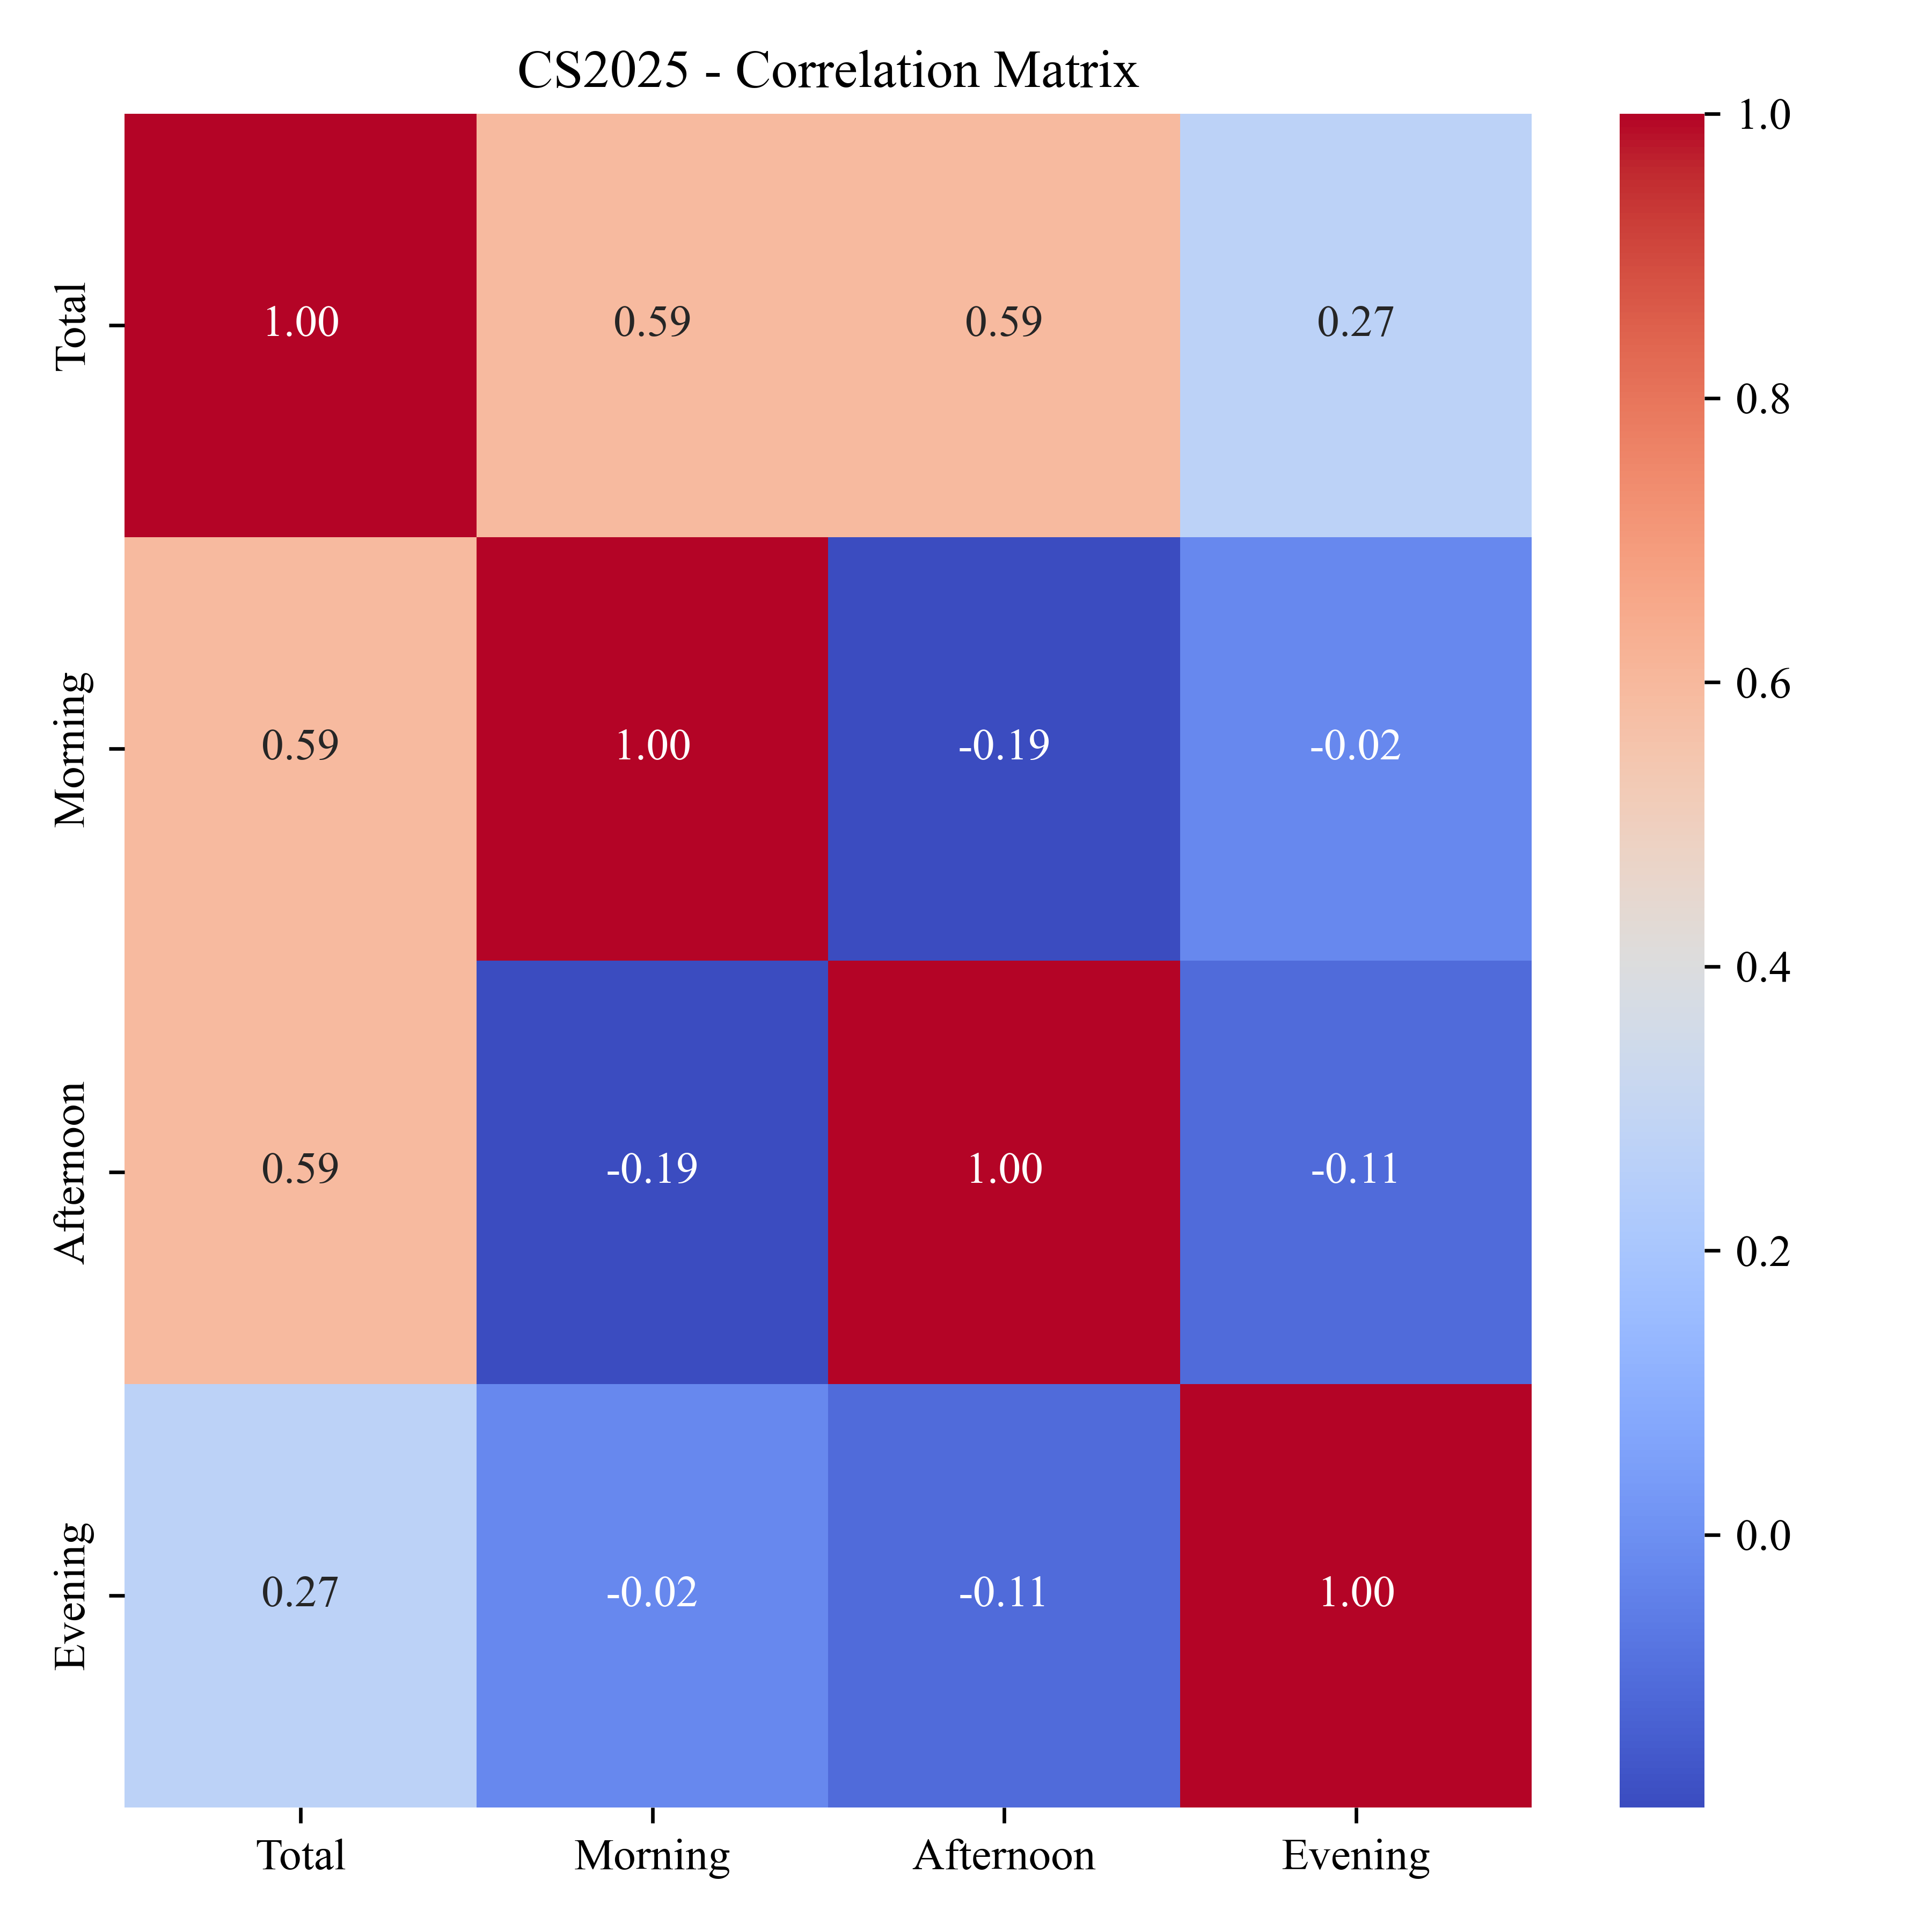 CS2025 - Correlation Matrix
1.0
Total 1.00 0.59 0.59 0.27
0.8
0.6
Morning 0.59 1.00 -0.19 -0.02
0.4
Afternoon 0.59 -0.19 1.00 -0.11
0.2
0.0
Evening 0.27 -0.02 -0.11 1.00
Total Morning Afternoon Evening